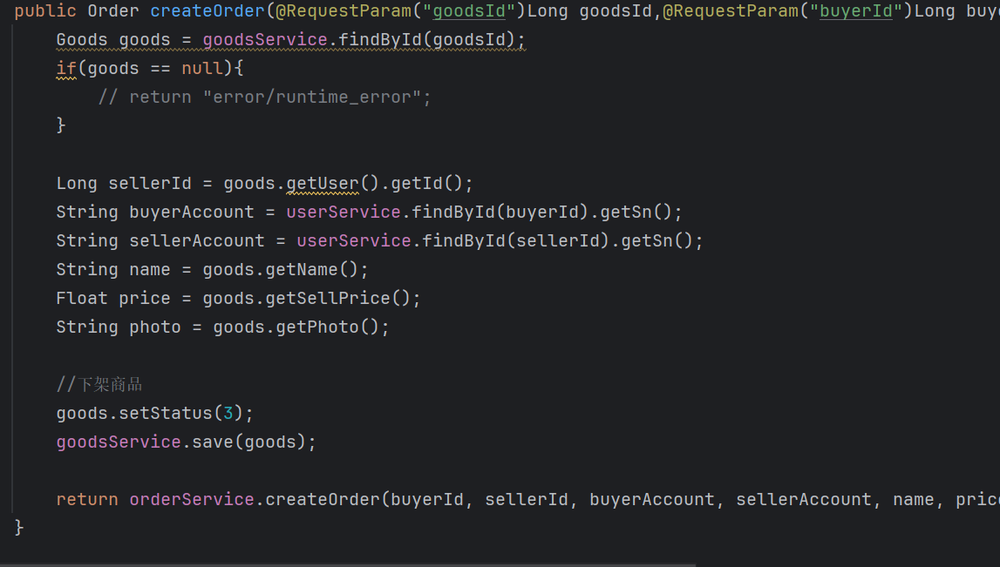 public Order createOrder(@RequestParam("goodsId")Long goodsId,@RequestParam("buyerId")Long buye
Goods goods = goodsService.findById(goodsId);
if(goods == null){
// return "error/runtime_error";
}
Long sellerId = goods.getUser().getId();
String buyerAccount = userService.findById(buyerId).getSn();
String sellerAccount = userService.findById(sellerId).getSn();
String name = goods.getName();
Float price = goods.getSellPrice();
String photo = goods.getPhoto();
//下架商品
goods.setStatus(3);
goodsService.save(goods);
return orderService.createOrder(buyerId, sellerId, buyerAccount, sellerAccount, name, pric
}